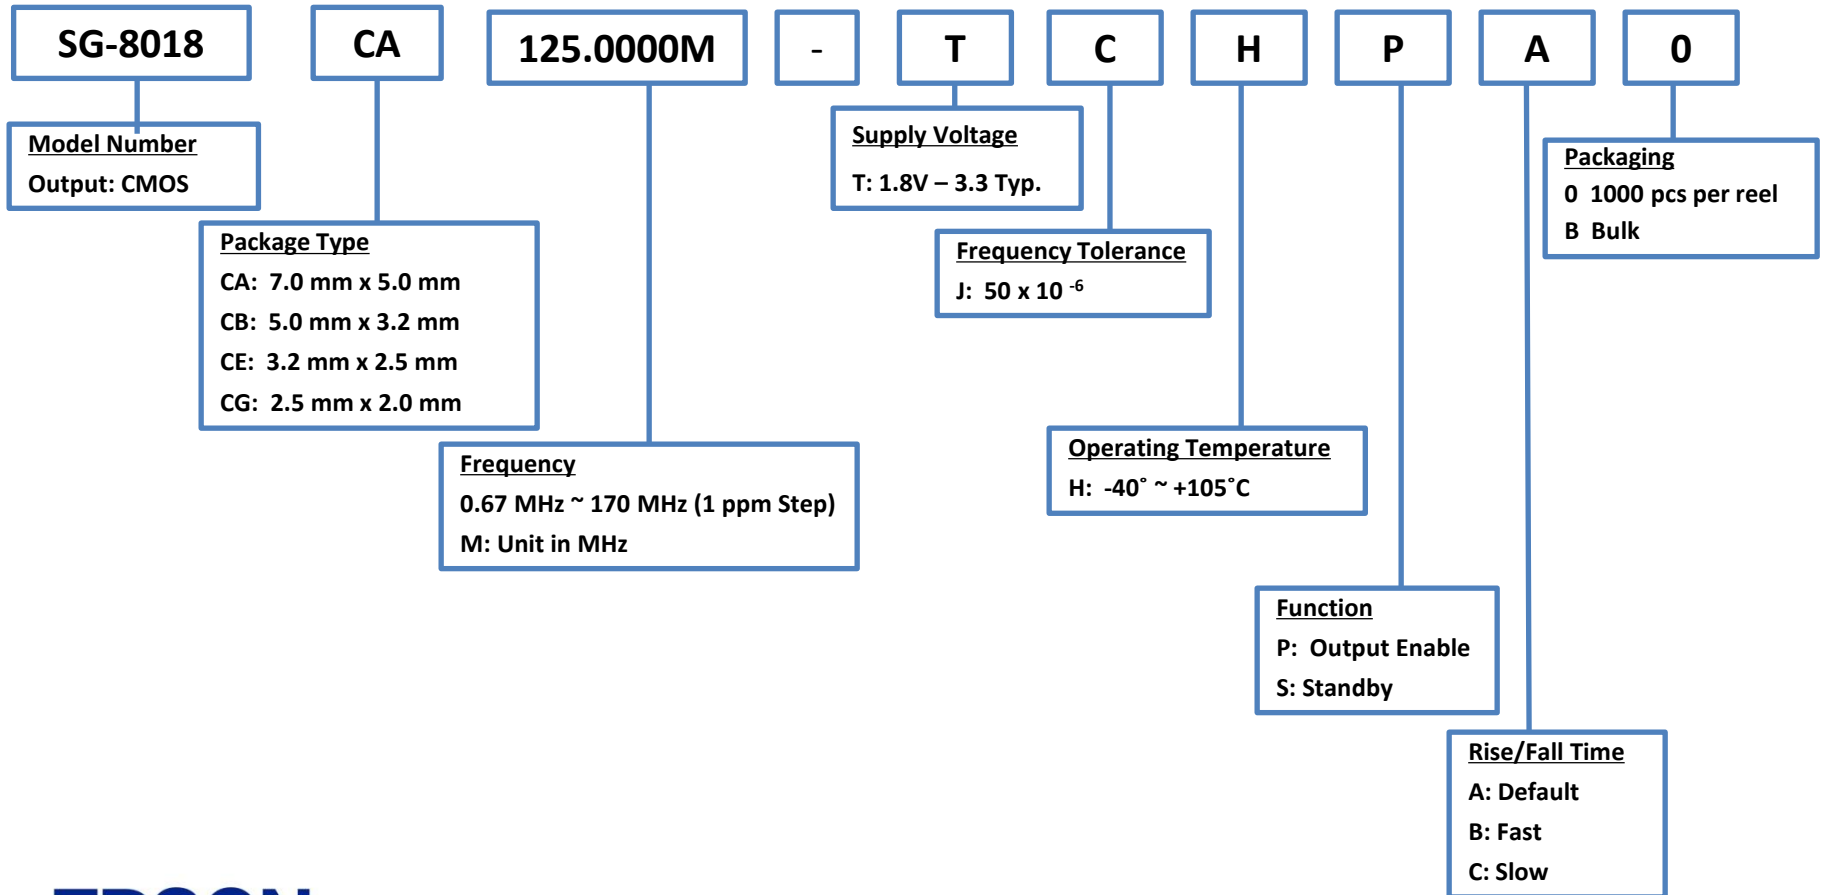 SG-8018 CA 125.0000M - T C H P A 0
Model Number
Output: CMOS
Package Type
CA: 7.0 mm x 5.0 mm
CB: 5.0 mm x 3.2 mm
CE: 3.2 mm x 2.5 mm
CG: 2.5 mm x 2.0 mm
Frequency
0.67 MHz ~ 170 MHz (1 ppm Step)
M: Unit in MHz
Supply Voltage
T: 1.8V – 3.3 Typ.
Frequency Tolerance
J: 50 x 10 -6
Operating Temperature
H: -40˚ ~ +105˚C
Function
P: Output Enable
S: Standby
Rise/Fall Time
A: Default
B: Fast
C: Slow
Packaging
0 1000 pcs per reel
B Bulk